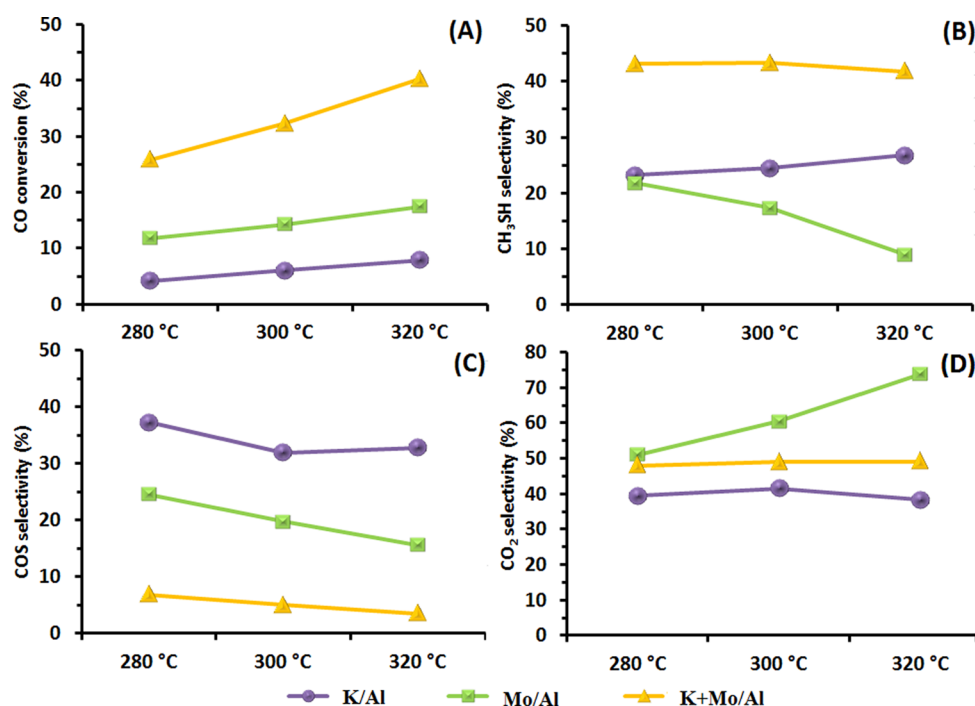 (A)
CO conversion (%)
50
40
30
20
10
0
280 °C 300 °C 320 °C
(B)
CH₃SH selectivity (%)
50
40
30
20
10
0
280 °C 300 °C 320 °C
(C)
COS selectivity (%)
50
40
30
20
10
0
280 °C 300 °C 320 °C
(D)
CO₂ selectivity (%)
80
70
60
50
40
30
20
10
0
280 °C 300 °C 320 °C
K/Al Mo/Al K+Mo/Al